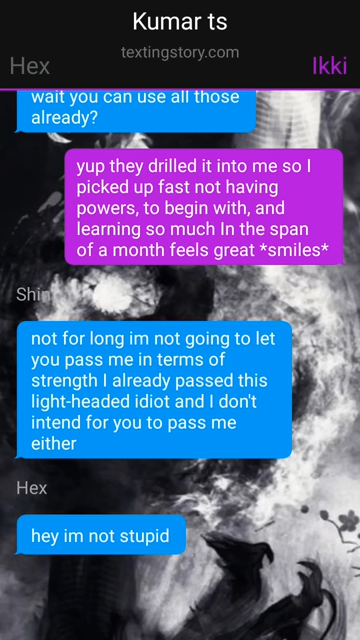 Kumar ts
textingstory.com
Hex
Ikki
wait you can use all those
already?
yup they drilled it into me so I
picked up fast not having
powers, to begin with, and
learning so much In the span
of a month feels great *smiles*
Shin
not for long im not going to let
you pass me in terms of
strength I already passed this
light-headed idiot and I don't
intend for you to pass me
either
Hex
hey im not stupid